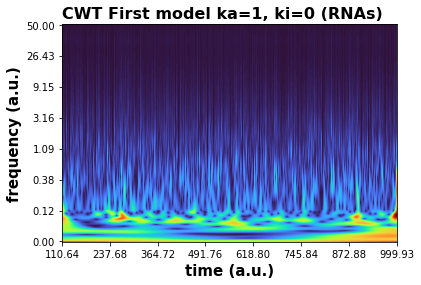 CWT First model ka=1, ki=0 (RNAs)
50.00
26.43
9.15
3.16
1.09
0.38
0.12
0.00
frequency (a.u.)
110.64 237.68 364.72 491.76 618.80 745.84 872.88 999.93
time (a.u.)